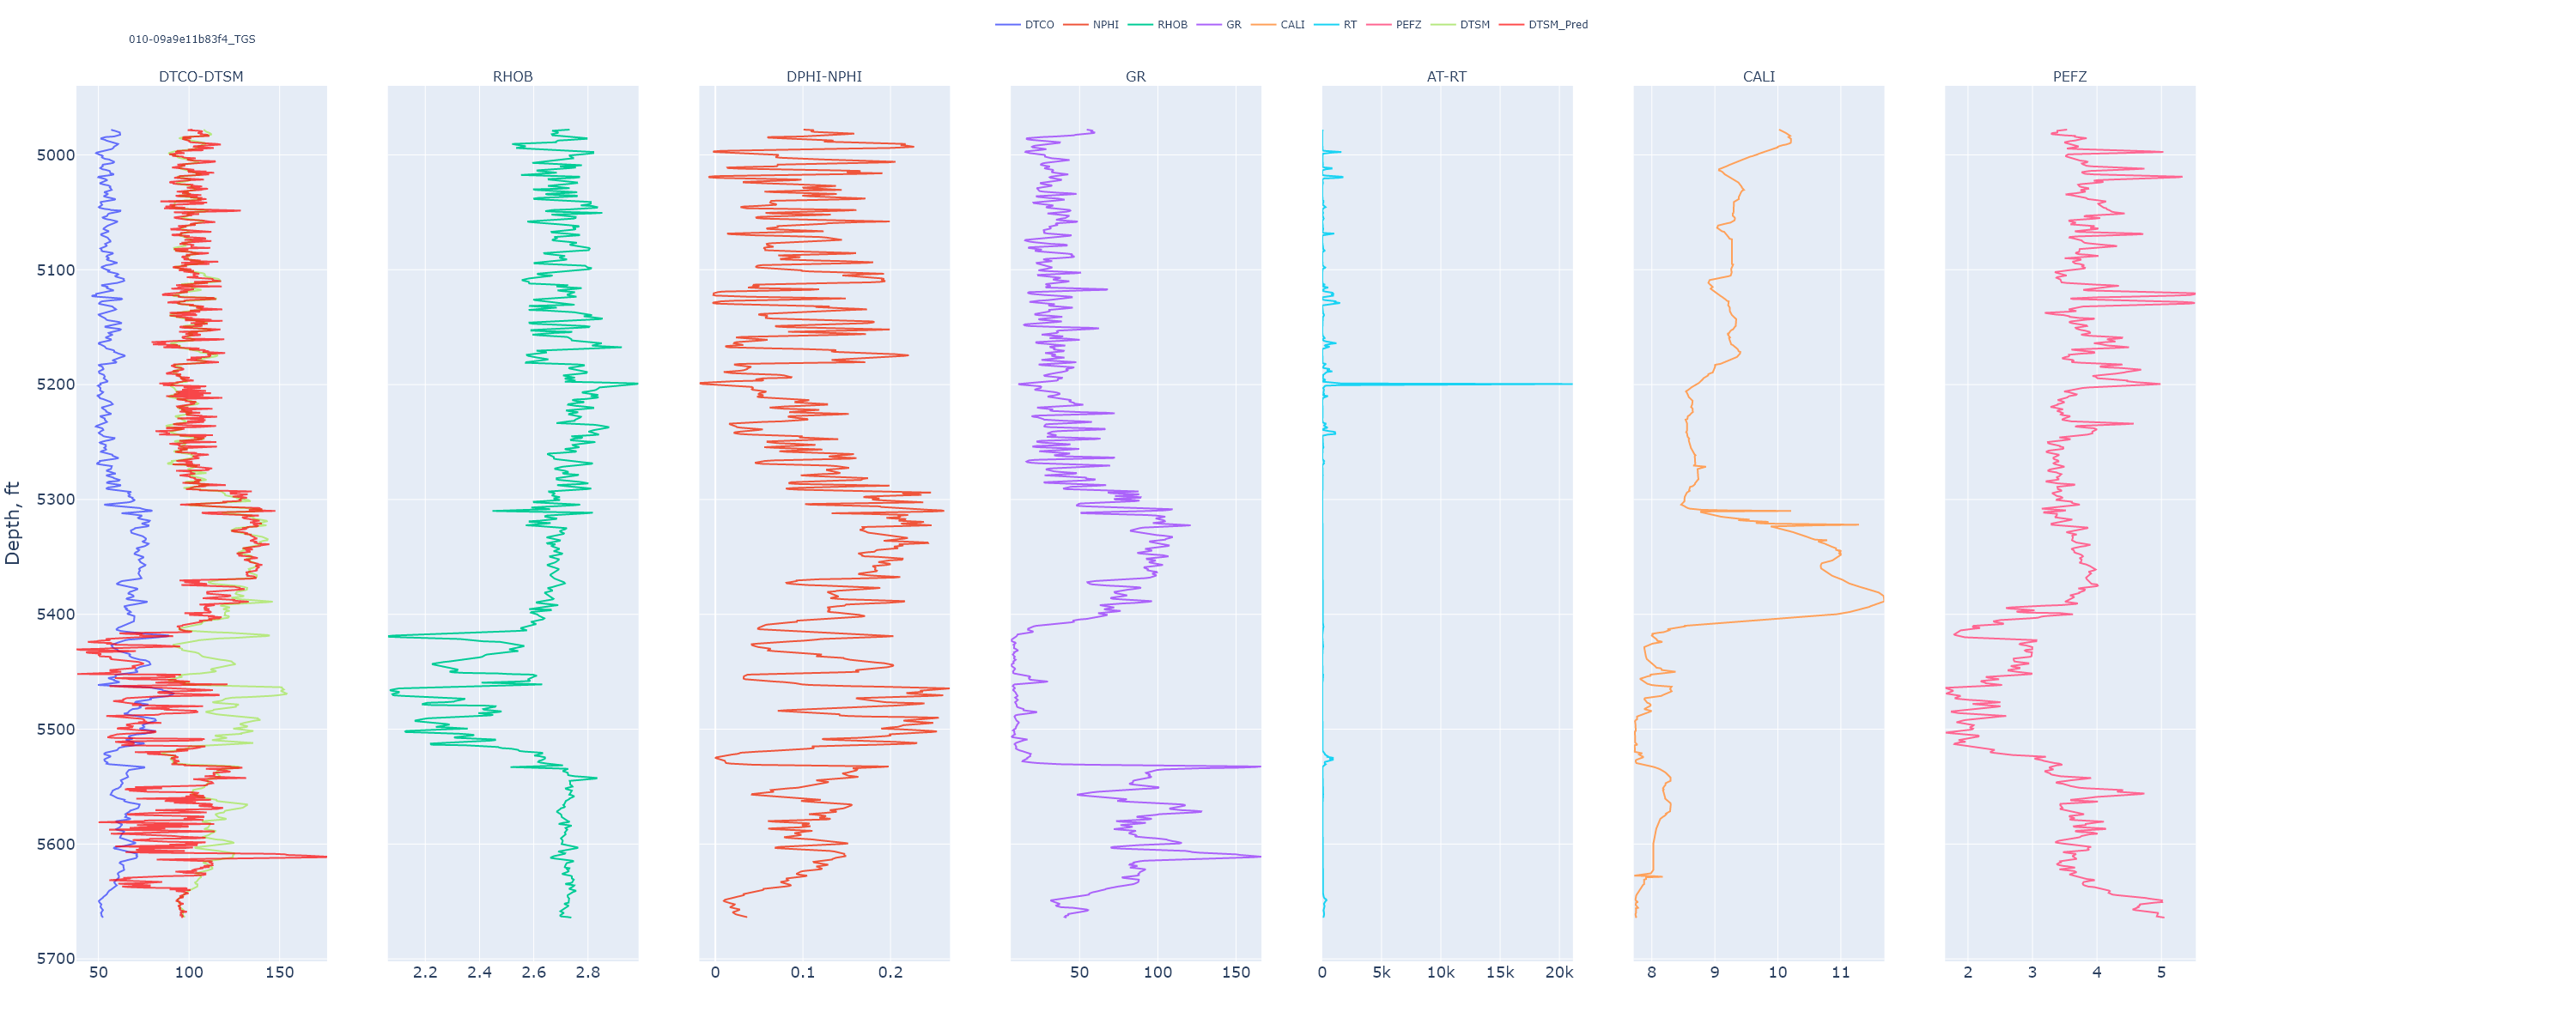 DTCO NPHI RHOB GR CALI RT PEFZ DTSM DTSM_Pred
010-09a9e11b83f4_TGS
DTCO-DTSM RHOB DPHI-NPHI GR AT-RT CALI PEFZ
Depth, ft
5000
5100
5200
5300
5400
5500
5600
5700
50 100 150 2.2 2.4 2.6 2.8 0 0.1 0.2 50 100 150 0 5k 10k 15k 20k 8 9 10 11 2 3 4 5